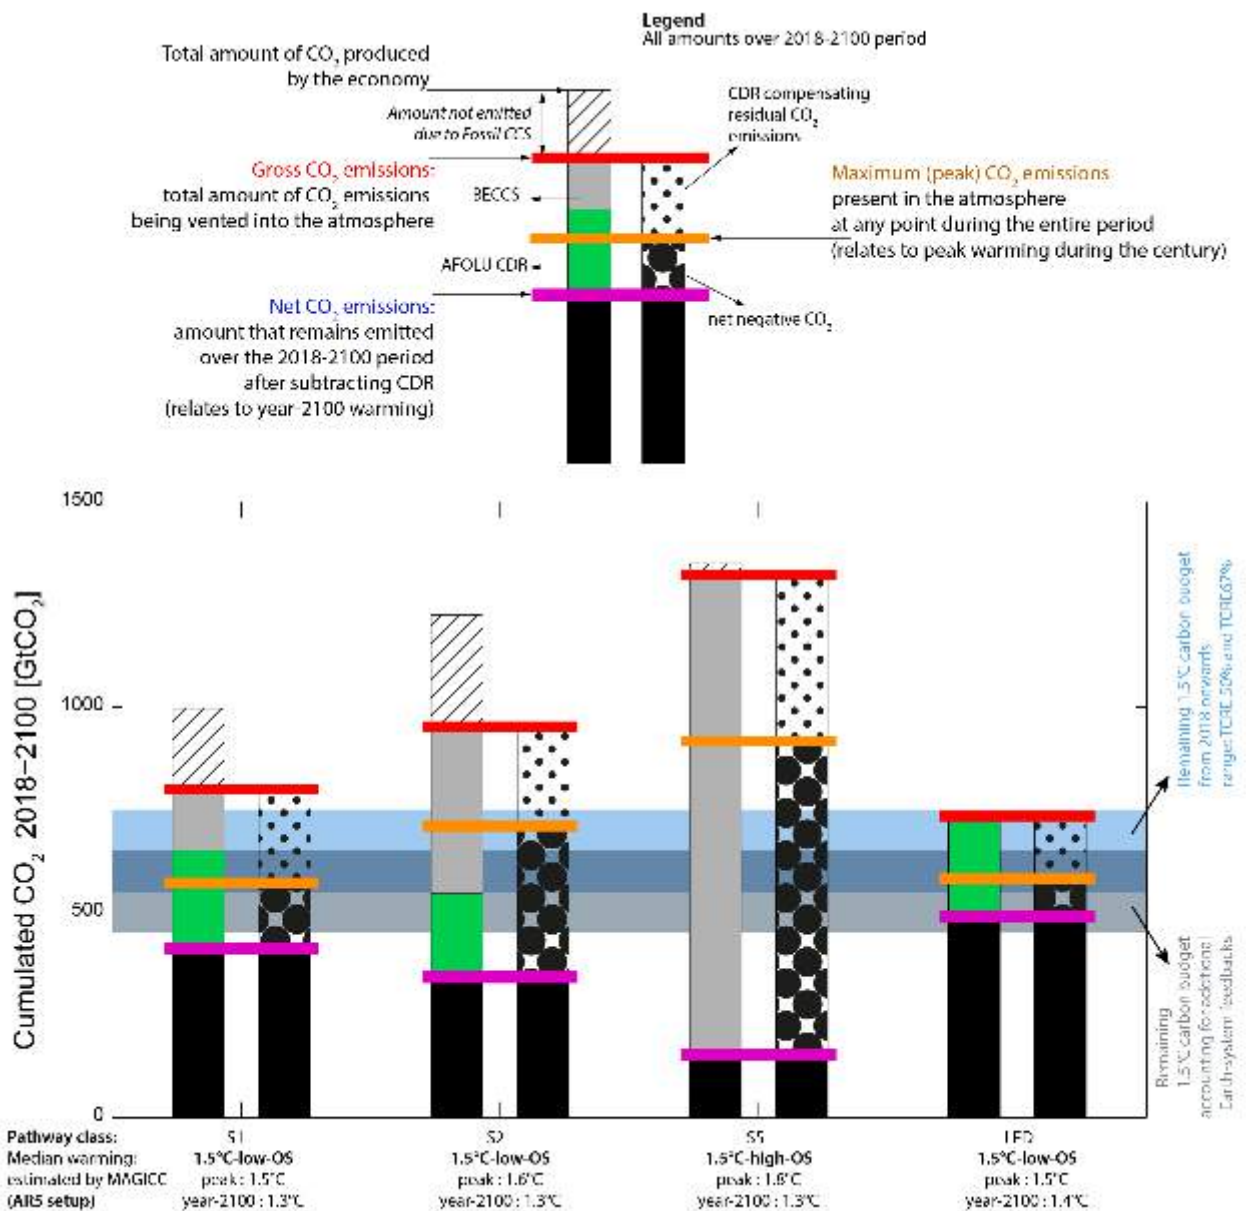 Legend
All amounts over 2018-2100 period
Total amount of CO₂ produced
by the economy
Amount not emitted
due to Fossil CCS
CDR compensating
residual CO₂
emissions
Gross CO₂ emissions:
total amount of CO₂ emissions
being vented into the atmosphere
BECCS
Maximum (peak) CO₂ emissions
present in the atmosphere
at any point during the entire period
(relates to peak warming during the century)
AFOLU CDR
Net CO₂ emissions:
amount that remains emitted
over the 2018-2100 period
after subtracting CDR
(relates to year-2100 warming)
net negative CO₂
1500
1000
500
0
Cumulated CO₂ 2018–2100 [GtCO₂]
Remaining 1.5°C carbon budget
from 2018 onwards
range: TCRE 50% and TCRE67%
Remaining
1.5°C carbon budget
accounting for additional
Earth-system feedbacks
Pathway class: S1 S2 S5 LED
Median warming: 1.5°C-low-OS 1.5°C-low-OS 1.5°C-high-OS 1.5°C-low-OS
estimated by MAGICC peak : 1.5°C peak : 1.6°C peak : 1.8°C peak : 1.5°C
(AR5 setup) year-2100 : 1.3°C year-2100 : 1.3°C year-2100 : 1.3°C year-2100 : 1.4°C